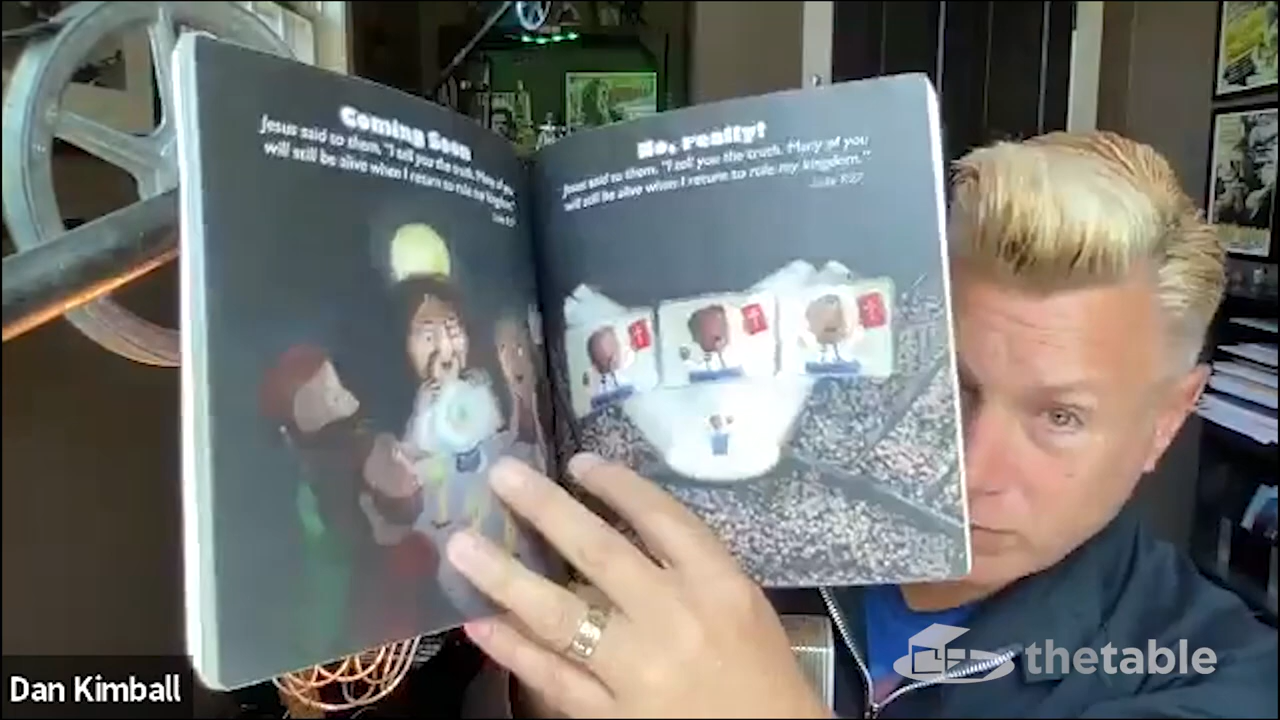 Coming Soon
Jesus said to them, "I tell you the truth. Many of you
will still be alive when I return to rule my kingdom."
No, really!
Jesus said to them, "I tell you the truth. Many of you
will still be alive when I return to rule my kingdom."
Dan Kimball
thetable